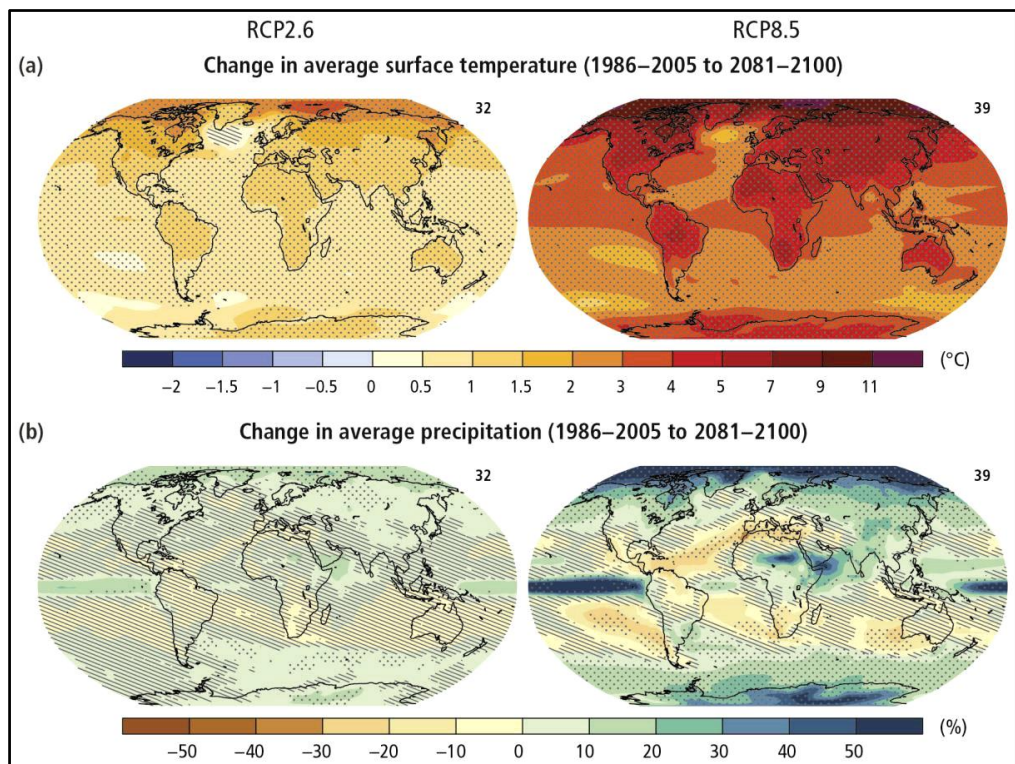 RCP2.6 RCP8.5
(a) Change in average surface temperature (1986–2005 to 2081–2100)
32 39
−2 −1.5 −1 −0.5 0 0.5 1 1.5 2 3 4 5 7 9 11 (°C)
(b) Change in average precipitation (1986–2005 to 2081–2100)
32 39
−50 −40 −30 −20 −10 0 10 20 30 40 50 (%)